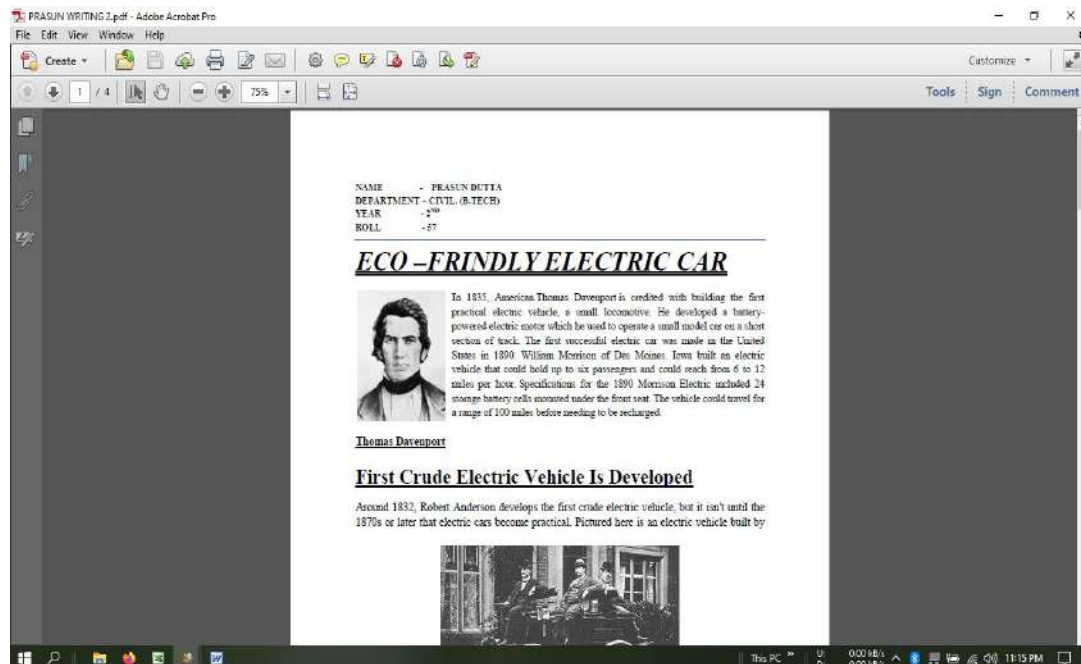 PRASUN WRITING 2.pdf - Adobe Acrobat Pro
File Edit View Window Help
Create
Customize
1 / 4
75%
Tools Sign Comment
NAME - PRASUN DUTTA
DEPARTMENT – CIVIL. (B.TECH)
YEAR - 2ND
ROLL - 57
ECO –FRINDLY ELECTRIC CAR
In 1835, American Thomas Davenport is credited with building the first
practical electric vehicle, a small locomotive. He developed a battery-
powered electric motor which he used to operate a small model car on a short
section of track. The first successful electric car was made in the United
States in 1890. William Morrison of Des Moines, Iowa built an electric
vehicle that could hold up to six passengers and could reach from 6 to 12
miles per hour. Specifications for the 1890 Morrison Electric included 24
storage battery cells mounted under the front seat. The vehicle could travel for
a range of 100 miles before needing to be recharged.
Thomas Davenport
First Crude Electric Vehicle Is Developed
Around 1832, Robert Anderson develops the first crude electric vehicle, but it isn't until the
1870s or later that electric cars become practical. Pictured here is an electric vehicle built by
This PC
U: 0.00 kB/s
0.00 kB/s
11:15 PM